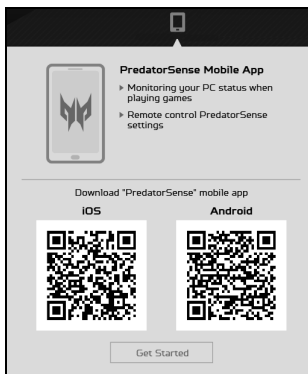 PredatorSense Mobile App
Monitoring your PC status when
playing games
Remote control PredatorSense
settings
Download "PredatorSense" mobile app
iOS
Android
Get Started